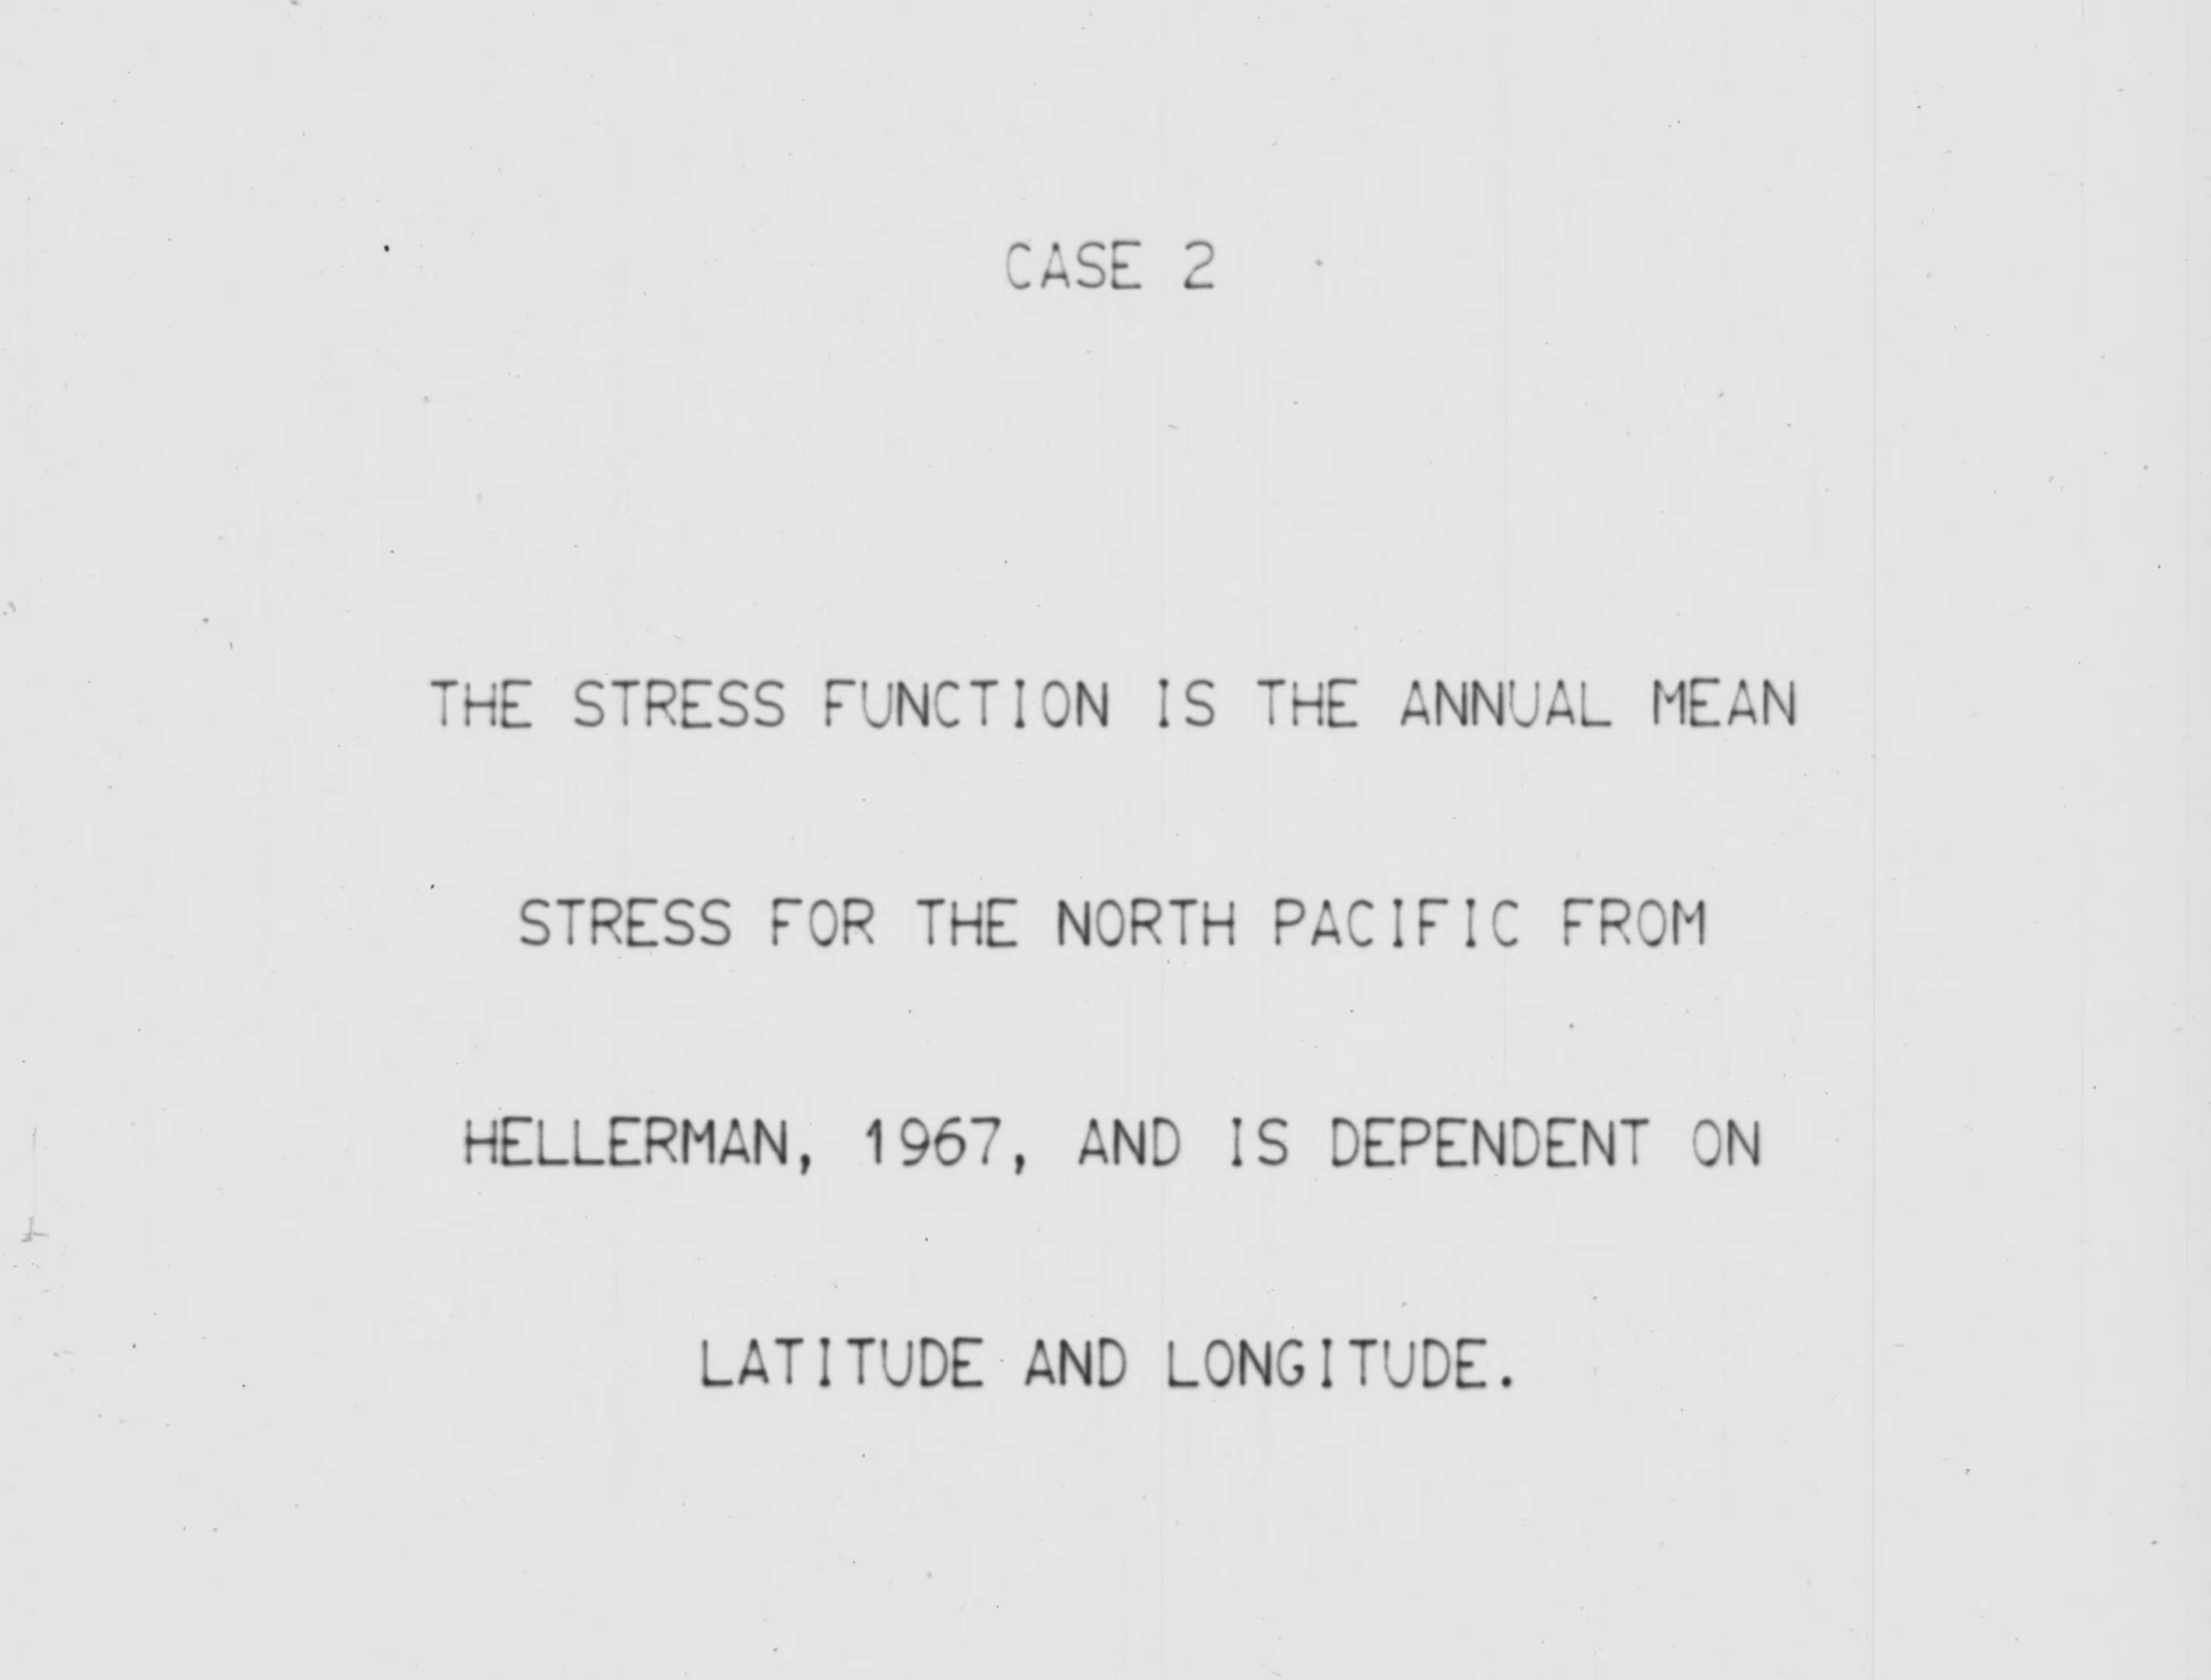 CASE 2
THE STRESS FUNCTION IS THE ANNUAL MEAN
STRESS FOR THE NORTH PACIFIC FROM
HELLERMAN, 1967, AND IS DEPENDENT ON
LATITUDE AND LONGITUDE.